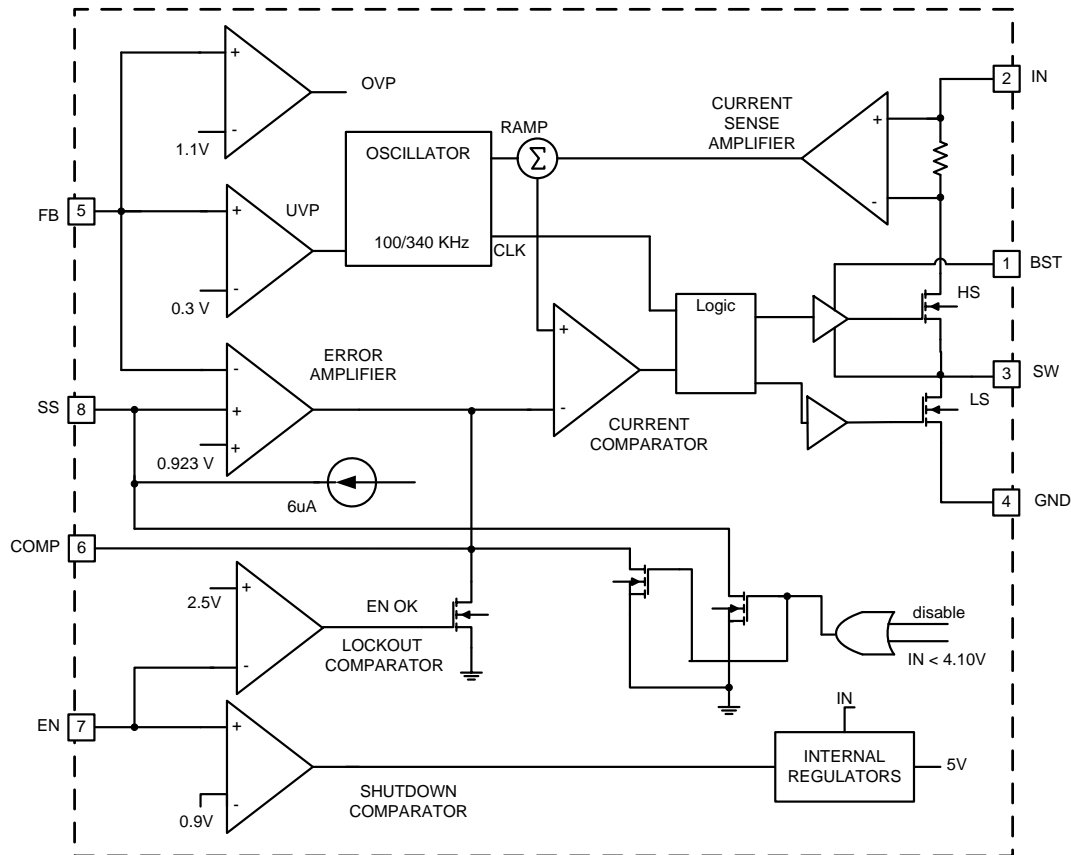 +
OVP
-
1.1V
CURRENT
SENSE
AMPLIFIER
+
-
2
IN
RAMP
Σ
OSCILLATOR
100/340 KHz
CLK
FB
5
+
UVP
-
0.3 V
1
BST
HS
Logic
ERROR
AMPLIFIER
-
+
+
0.923 V
SS
8
+
-
CURRENT
COMPARATOR
3
SW
LS
6uA
4
GND
COMP
6
+
2.5V
-
EN OK
LOCKOUT
COMPARATOR
disable
IN < 4.10V
EN
7
+
-
0.9V
SHUTDOWN
COMPARATOR
IN
INTERNAL
REGULATORS
5V